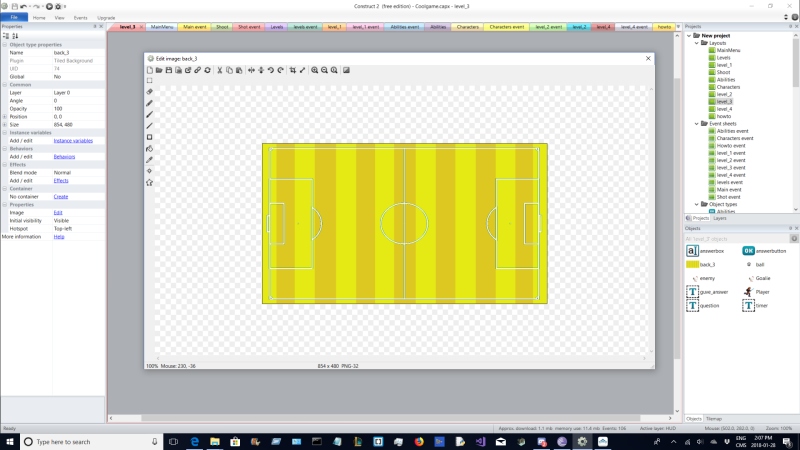 Construct 2 (free edition) - Coolgame.capx - level_3
File Home View Events Upgrade
Properties
Object type properties
Name back_3
Plugin Tiled Background
UID 74
Global No
Common
Layer Layer 0
Angle 0
Opacity 100
Position 0, 0
Size 854, 480
Instance variables
Add / edit Instance variables
Behaviors
Add / edit Behaviors
Effects
Blend mode Normal
Add / edit Effects
Container
No container Create
Properties
Image Edit
Initial visibility Visible
Hotspot Top-left
More information Help
level_3 MainMenu Main event Shoot Shot event Levels levels event level_1 level_1 event Abilities event Abilities Characters Characters event level_2 event level_2 level_4 level_4 event howto
Edit image: back_3
100% Mouse: 230, -36 854 x 480 PNG-32
Projects
New project
Layouts
MainMenu
Levels
level_1
Shoot
Abilities
Characters
level_2
level_3
level_4
howto
Event sheets
Abilities event
Characters event
Howto event
level_1 event
level_2 event
level_3 event
level_4 event
levels event
Main event
Shot event
Object types
Abilities
Projects Layers
Objects
All 'level_3' objects
answerbox answerbutton
back_3 ball
enemy Goalie
guve_answer Player
question timer
Objects Tilemap
Ready Approx. download: 1.1 mb, memory use: 11.4 mb Events: 106 Active layer: HUD Mouse: (502.0, 282.0, 0) Zoom: 100%
Type here to search
ENG 2:07 PM
CMS 2018-01-28